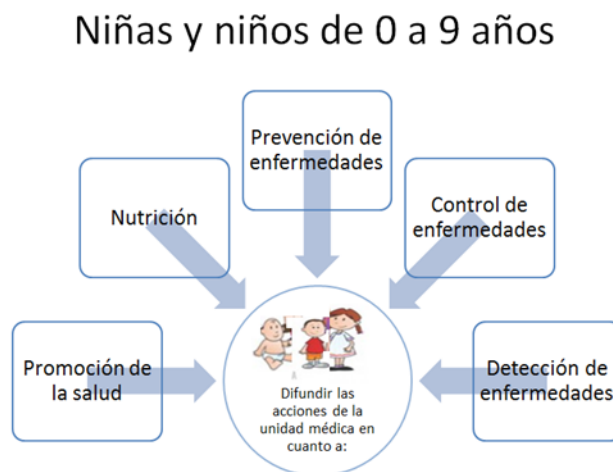 Niñas y niños de 0 a 9 años
Prevención de
enfermedades
Nutrición
Control de
enfermedades
Promoción de
la salud
Detección de
enfermedades
Difundir las
acciones de la
unidad médica en
cuanto a: